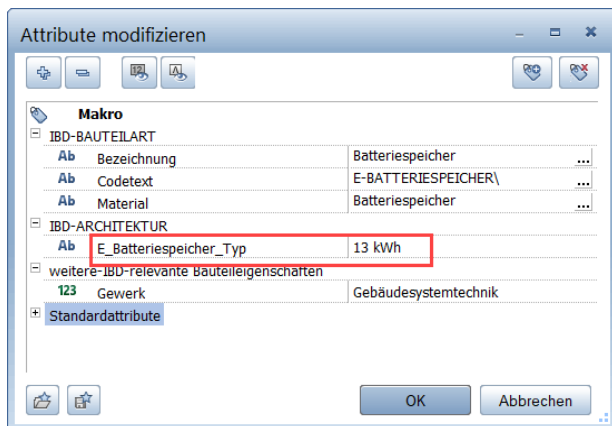 Attribute modifizieren
Makro
IBD-BAUTEILART
Ab Bezeichnung Batteriespeicher ...
Ab Codetext E-BATTERIESPEICHER\ ...
Ab Material Batteriespeicher ...
IBD-ARCHITEKTUR
Ab E_Batteriespeicher_Typ 13 kWh
weitere-IBD-relevante Bauteileigenschaften
123 Gewerk Gebäudesystemtechnik
Standardattribute
OK Abbrechen